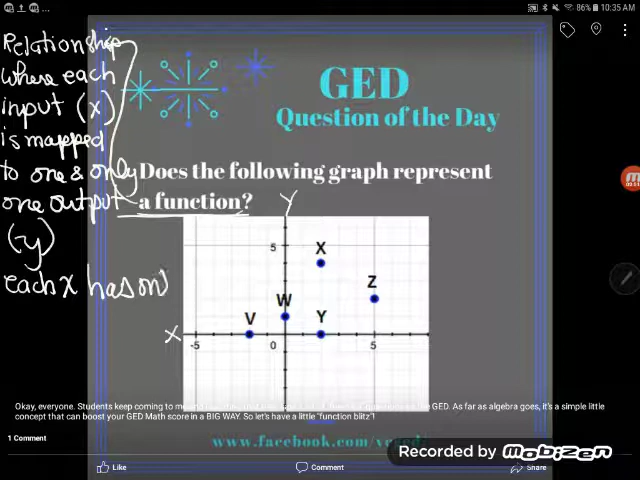 86% 10:35 AM
Relationship
where each
input (x)
is mapped
to one & only
one output
(y)
each x has on
GED
Question of the Day
Does the following graph represent
a function?
Y
5
X
Z
W
V
Y
X
-5
0
5
Okay, everyone. Students keep coming to me the GED. As far as algebra goes, it's a simple little
concept that can boost your GED Math score in a BIG WAY. So let's have a little "function blitz"!
1 Comment
www.facebook.com/
Recorded by Mobizen
Like
Comment
Share